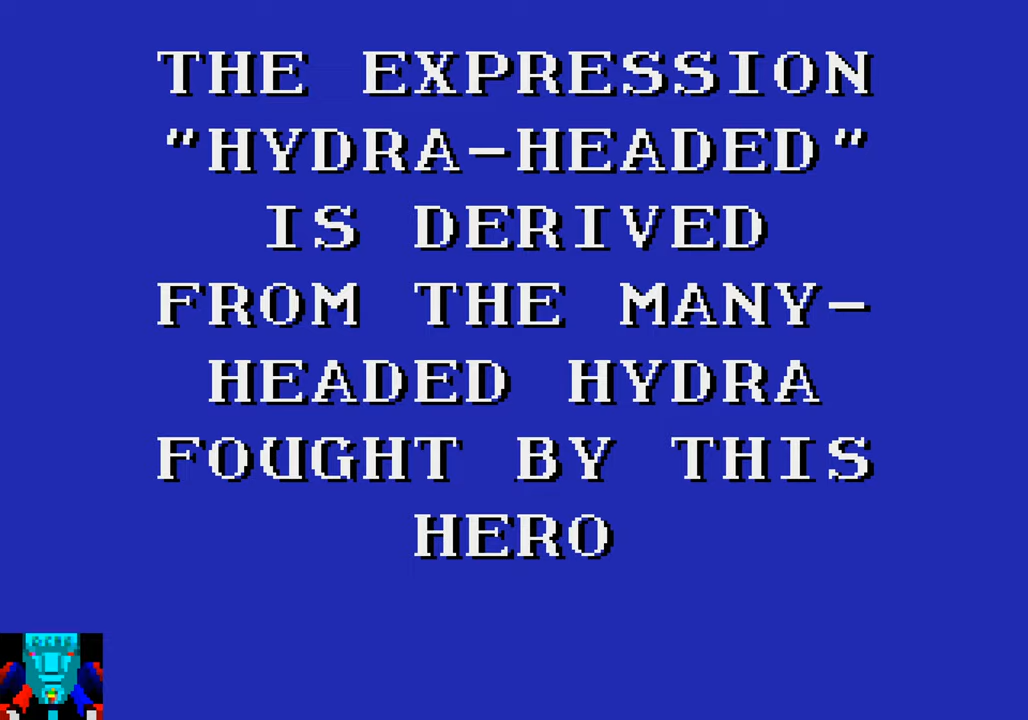 THE EXPRESSION
"HYDRA-HEADED"
IS DERIVED
FROM THE MANY-
HEADED HYDRA
FOUGHT BY THIS
HERO